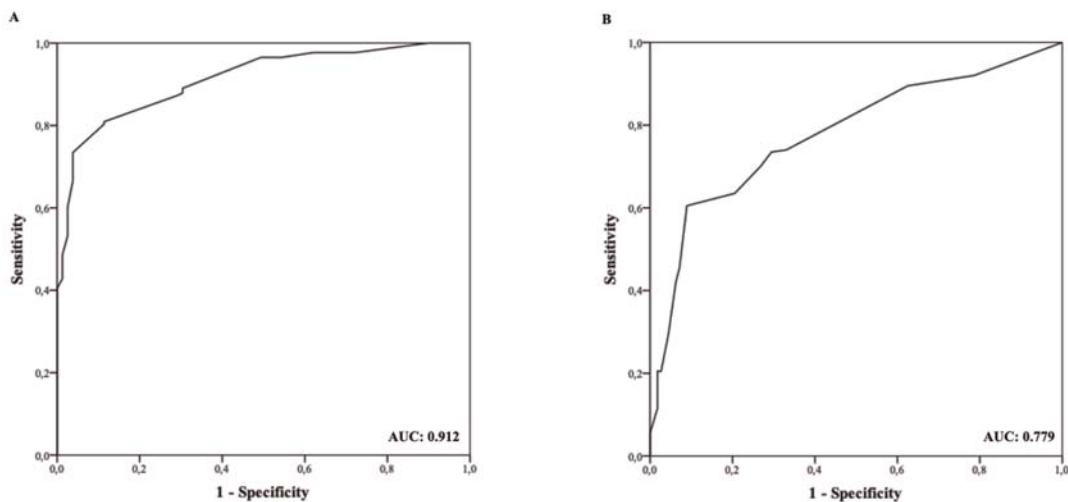 A
1,0
0,8
0,6
0,4
0,2
0,0
Sensitivity
AUC: 0.912
0,0 0,2 0,4 0,6 0,8 1,0
1 - Specificity
B
1,0
0,8
0,6
0,4
0,2
0,0
Sensitivity
AUC: 0.779
0,0 0,2 0,4 0,6 0,8 1,0
1 - Specificity